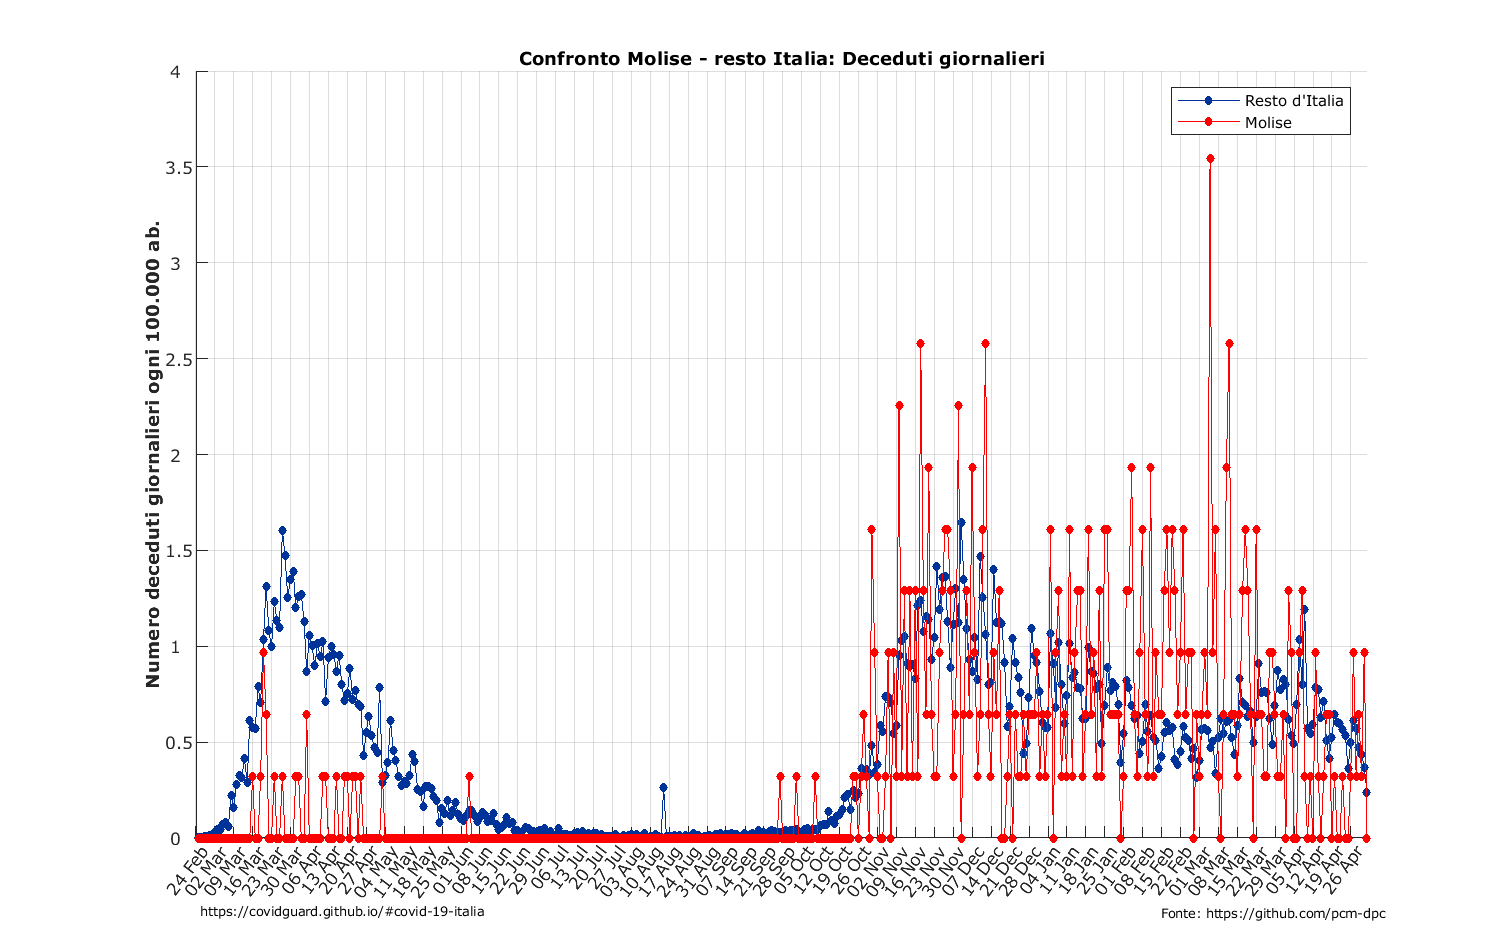 Confronto Molise - resto Italia: Deceduti giornalieri
Resto d'Italia
Molise
Numero deceduti giornalieri ogni 100.000 ab.
4
3.5
3
2.5
2
1.5
1
0.5
0
24 Feb
02 Mar
09 Mar
16 Mar
23 Mar
30 Mar
06 Apr
13 Apr
20 Apr
27 Apr
04 May
11 May
18 May
25 May
01 Jun
08 Jun
15 Jun
22 Jun
29 Jun
06 Jul
13 Jul
20 Jul
27 Jul
03 Aug
10 Aug
17 Aug
24 Aug
31 Aug
07 Sep
14 Sep
21 Sep
28 Sep
05 Oct
12 Oct
19 Oct
26 Oct
02 Nov
09 Nov
16 Nov
23 Nov
30 Nov
07 Dec
14 Dec
21 Dec
28 Dec
04 Jan
11 Jan
18 Jan
25 Jan
01 Feb
08 Feb
15 Feb
22 Feb
01 Mar
08 Mar
15 Mar
22 Mar
29 Mar
05 Apr
12 Apr
19 Apr
26 Apr
https://covidguard.github.io/#covid-19-italia
Fonte: https://github.com/pcm-dpc